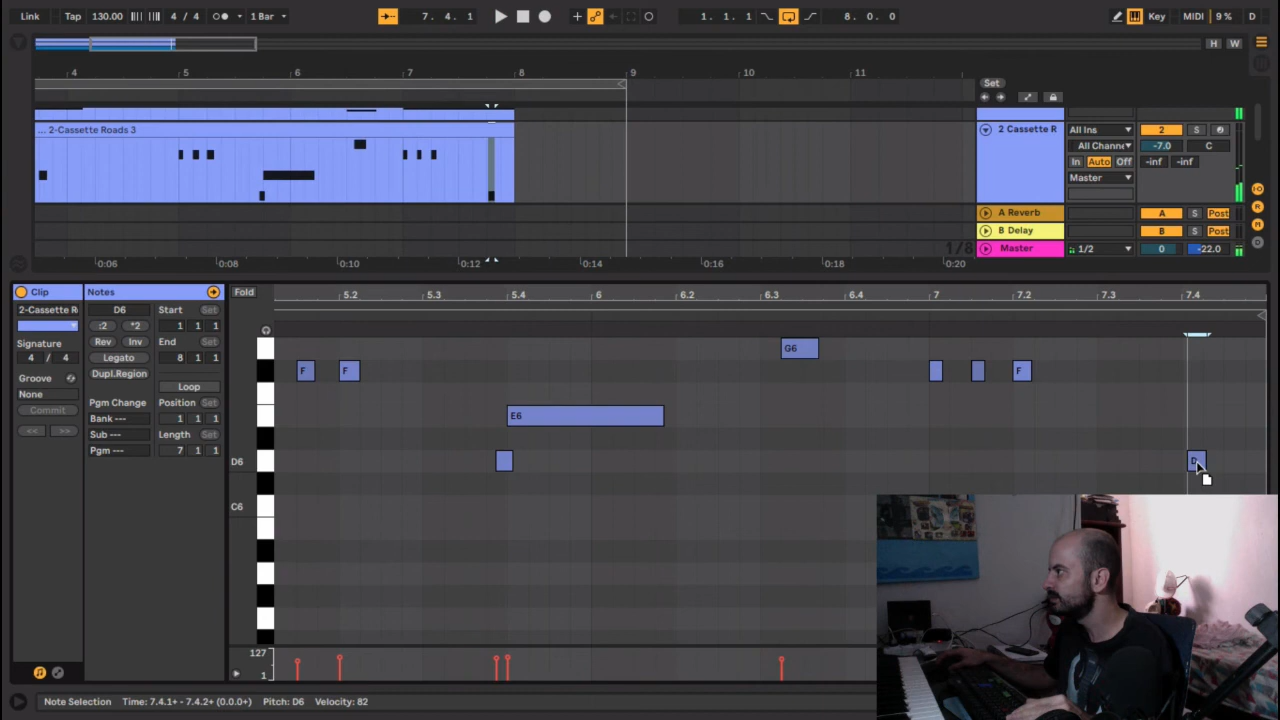 Link Tap 130.00 4 / 4 1 Bar 7. 4. 1 1. 1. 1 8. 0. 0 Key MIDI 9 % D
H W
4 5 6 7 8 9 10 11 Set
... 2-Cassette Roads 3 2 Cassette R All Ins 2 S
All Channe -7.0 C
In Auto Off -inf -inf
Master
A Reverb A S Post
B Delay B S Post
1/8 Master 1/2 0 -22.0
0:06 0:08 0:10 0:12 0:14 0:16 0:18 0:20
Clip Notes Fold 5.2 5.3 5.4 6 6.2 6.3 6.4 7 7.2 7.3 7.4
2-Cassette R D6 Start Set
:2 *2 1 1 1
Signature Rev Inv End Set
4 / 4 Legato 8 1 1
Groove Dupl.Region Loop
None Pgm Change Position Set
Commit Bank --- 1 1 1
<< >> Sub --- Length Set
Pgm --- 7 1 1
G6
F F F
E6
D6 D
C6
127
1
Note Selection Time: 7.4.1+ - 7.4.2+ (0.0.0+) Pitch: D6 Velocity: 82